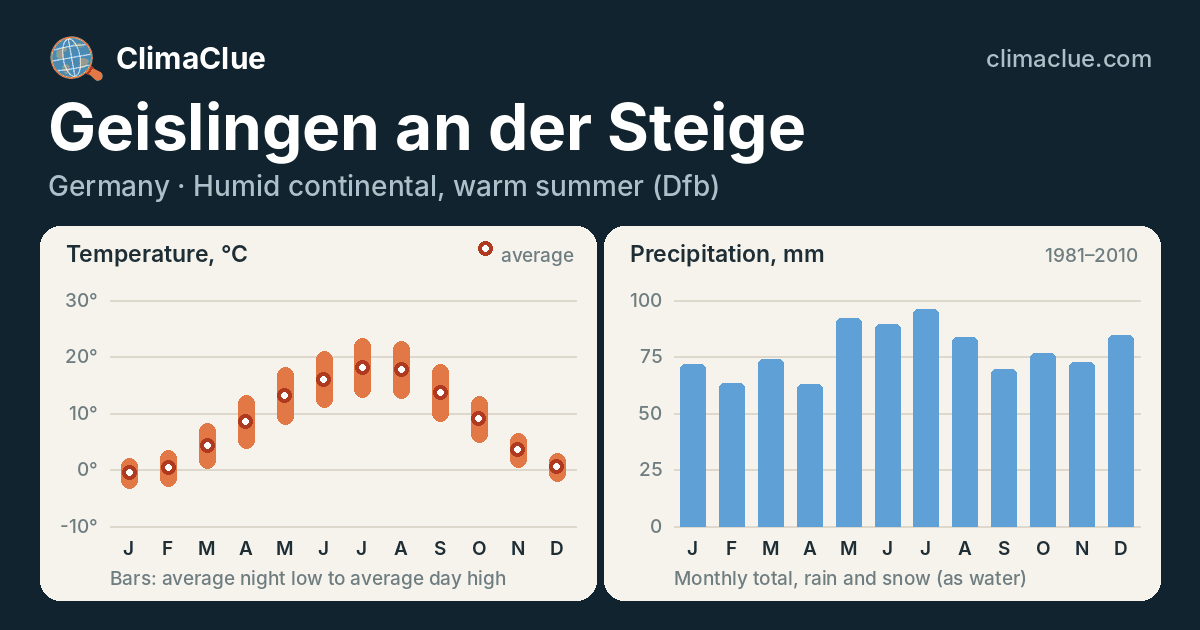 ClimaClue
climaclue.com
Geislingen an der Steige
Germany · Humid continental, warm summer (Dfb)
Temperature, °C
average
30°
20°
10°
0°
-10°
J F M A M J J A S O N D
Bars: average night low to average day high
Precipitation, mm
1981–2010
100
75
50
25
0
J F M A M J J A S O N D
Monthly total, rain and snow (as water)